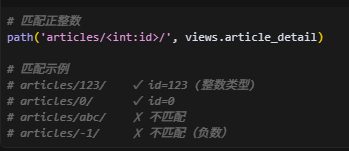 # 匹配正整数
path('articles/<int:id>/', views.article_detail)
# 匹配示例
# articles/123/    ✓ id=123 (整数类型)
# articles/0/      ✓ id=0
# articles/abc/    ✗ 不匹配
# articles/-1/     ✗ 不匹配（负数）